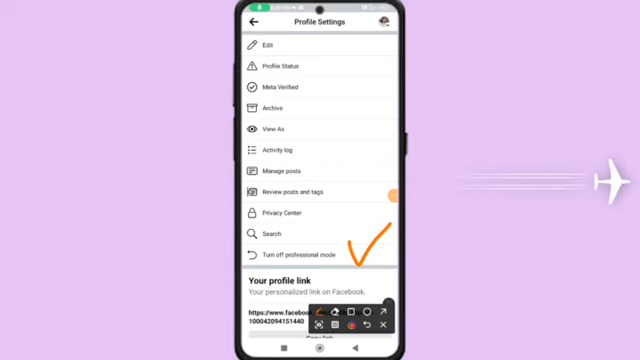 Profile Settings
Edit
Profile Status
Meta Verified
Archive
View As
Activity log
Manage posts
Review posts and tags
Privacy Center
Search
Turn off professional mode
Your profile link
Your personalized link on Facebook.
https://www.facebook.
100042094151440